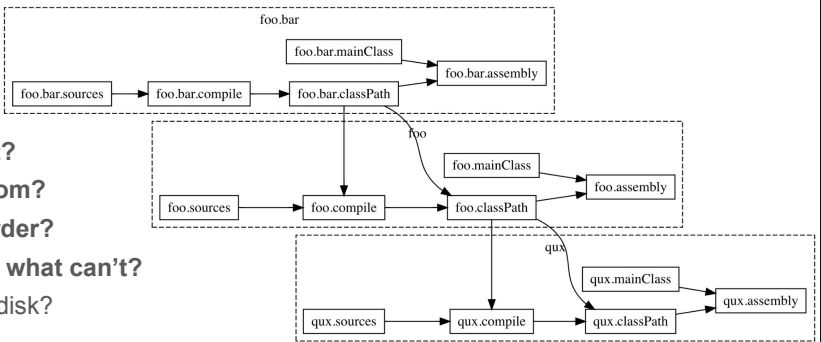 foo.bar
foo.bar.mainClass
foo.bar.assembly
foo.bar.sources
foo.bar.compile
foo.bar.classPath
foo
?
om?
der?
what can't?
disk?
foo.mainClass
foo.assembly
foo.sources
foo.compile
foo.classPath
qux
qux.mainClass
qux.assembly
qux.sources
qux.compile
qux.classPath